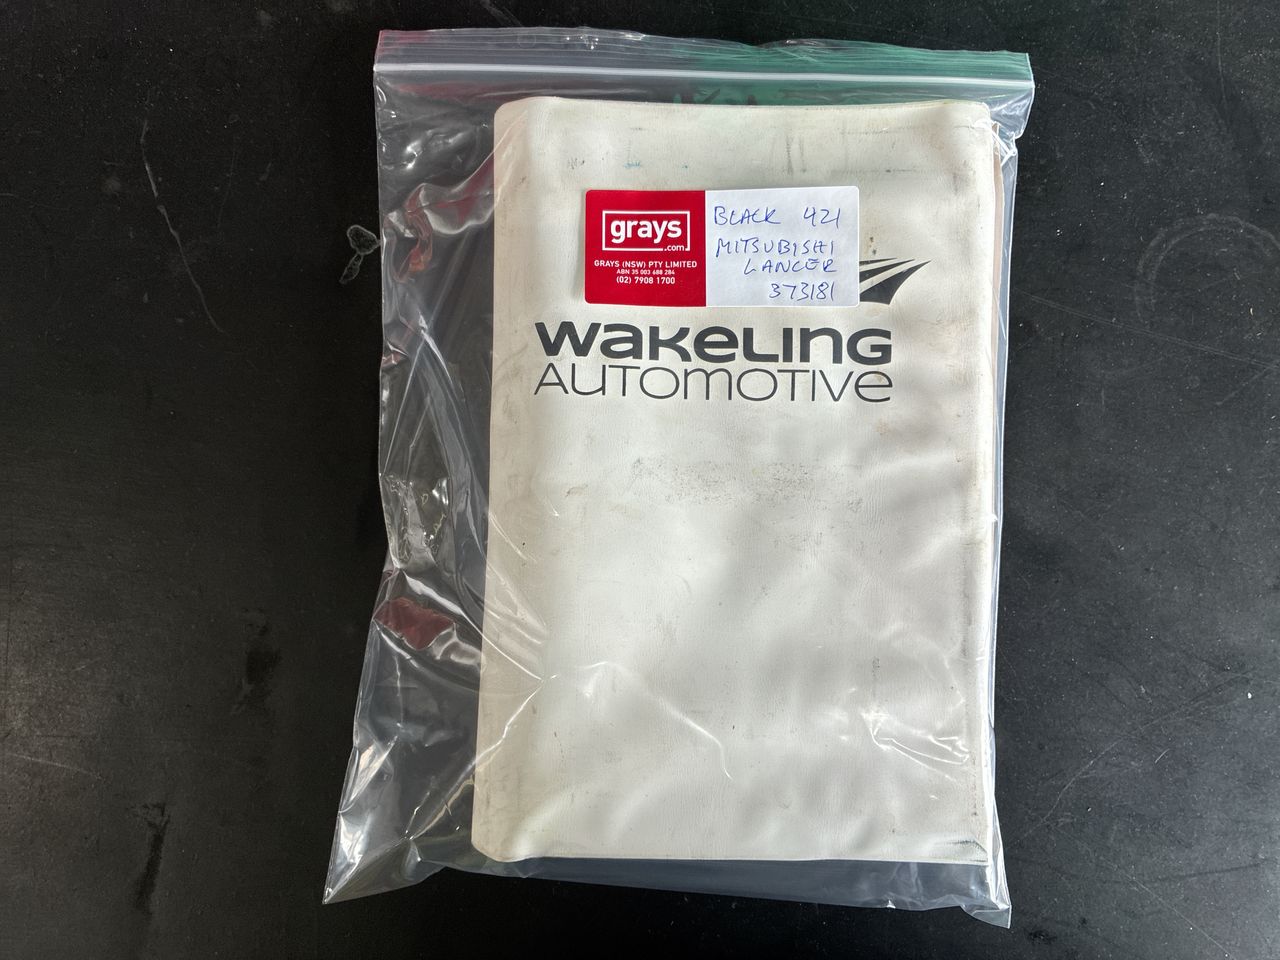 grays
.com
GRAYS (NSW) PTY LIMITED
ABN 35 003 688 284
(02) 7908 1700
BLACK 421
MITSUBISHI
LANCER
373181
WAKELING
AUTOMOTIVE